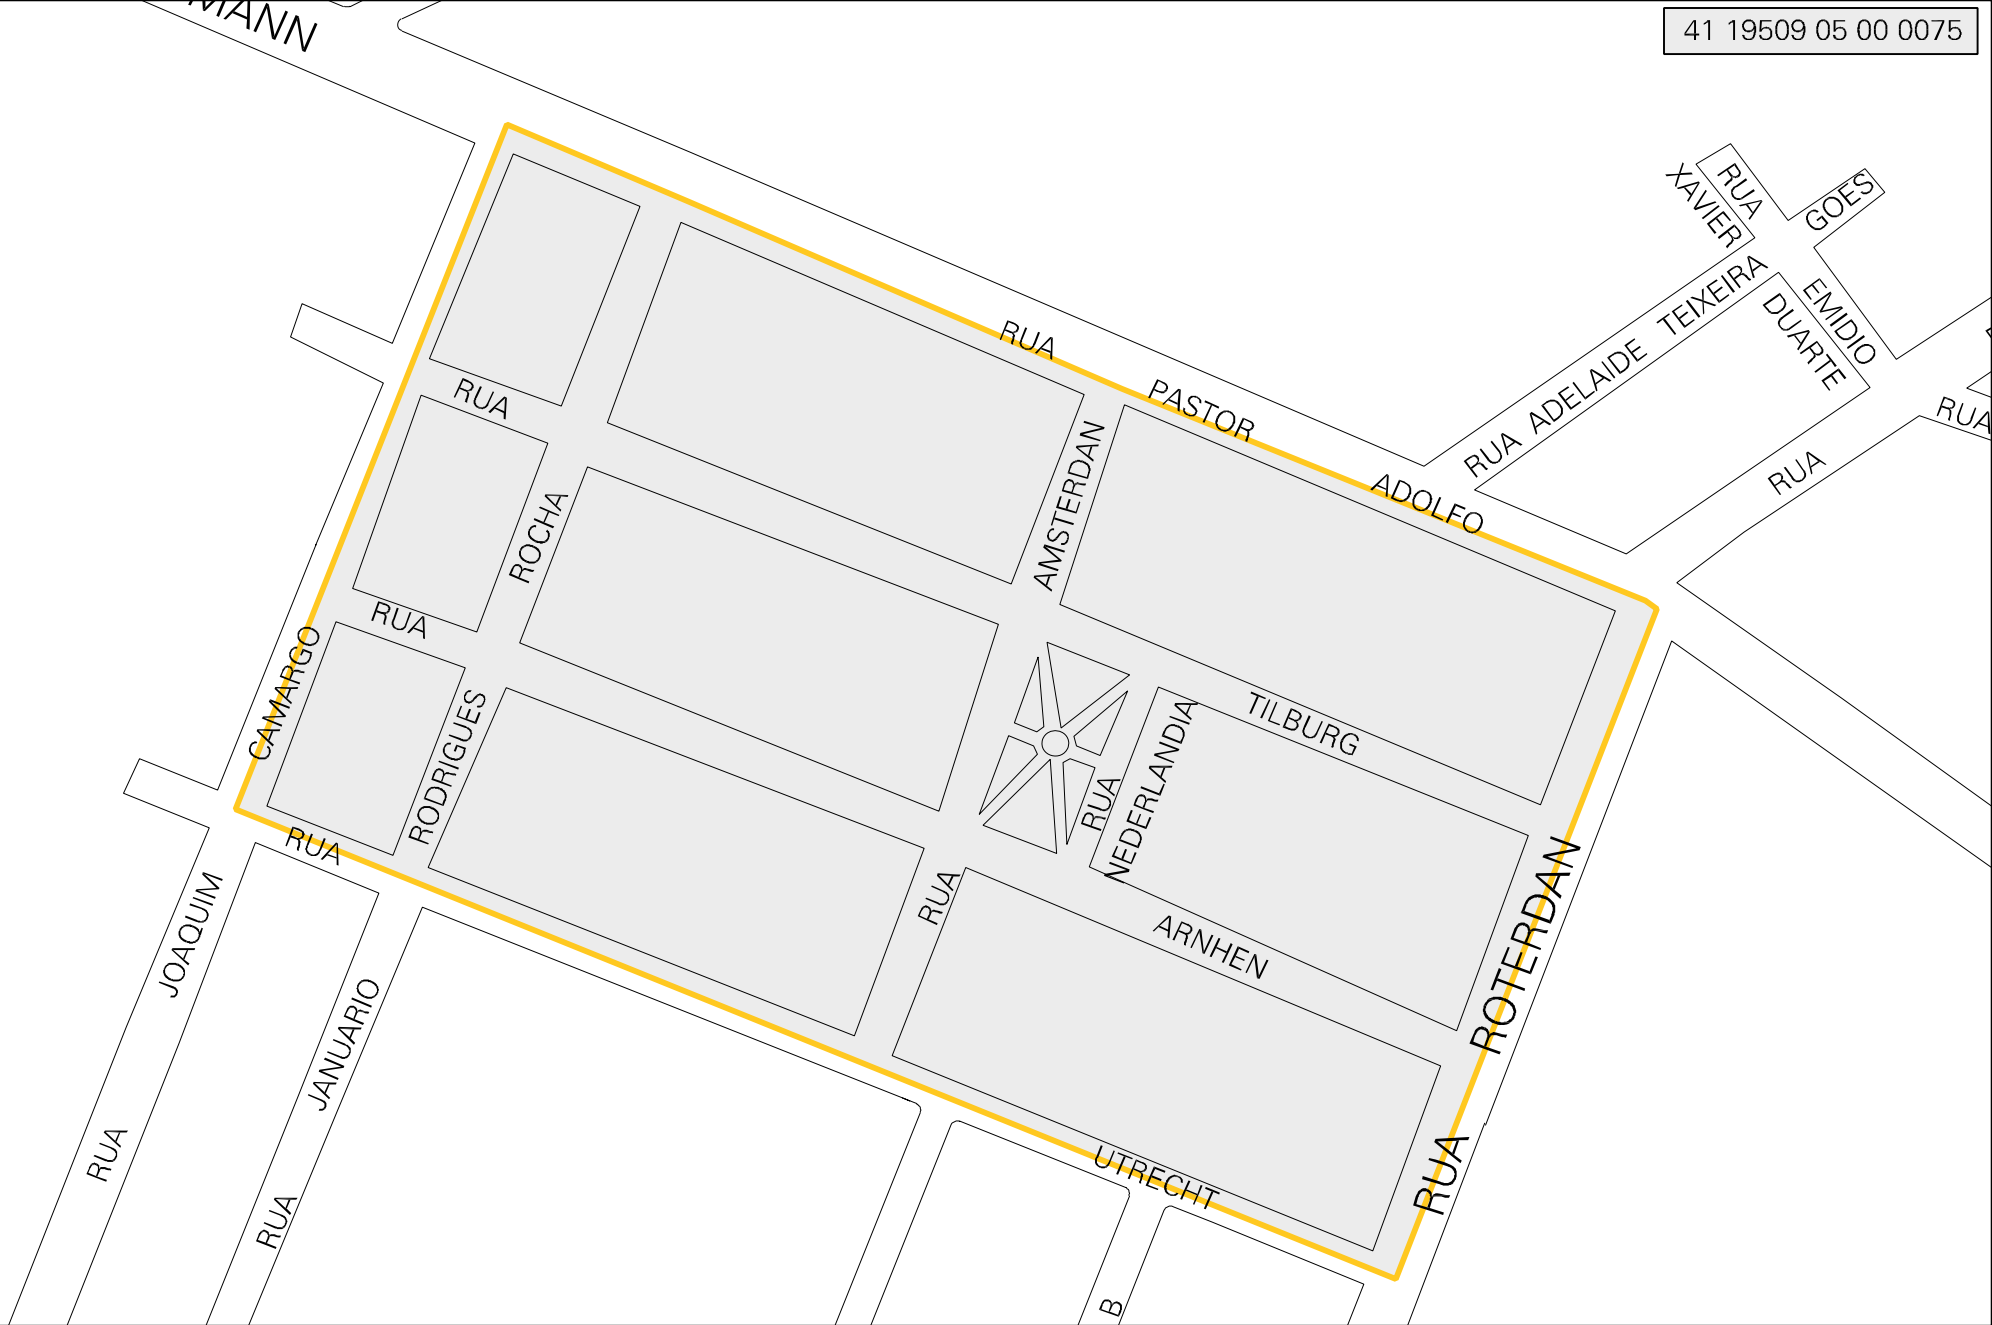 MANN
41 19509 05 00 0075
RUA
XAVIER
GOES
RUA ADELAIDE TEIXEIRA
EMIDIO
DUARTE
RUA
RUA
RUA PASTOR ADOLFO
RUA TILBURG
RUA ARNHEN
RUA UTRECHT
RUA JOAQUIM CAMARGO
RUA JANUARIO RODRIGUES ROCHA
RUA AMSTERDAN
RUA NEDERLANDIA
RUA ROTERDAN
B